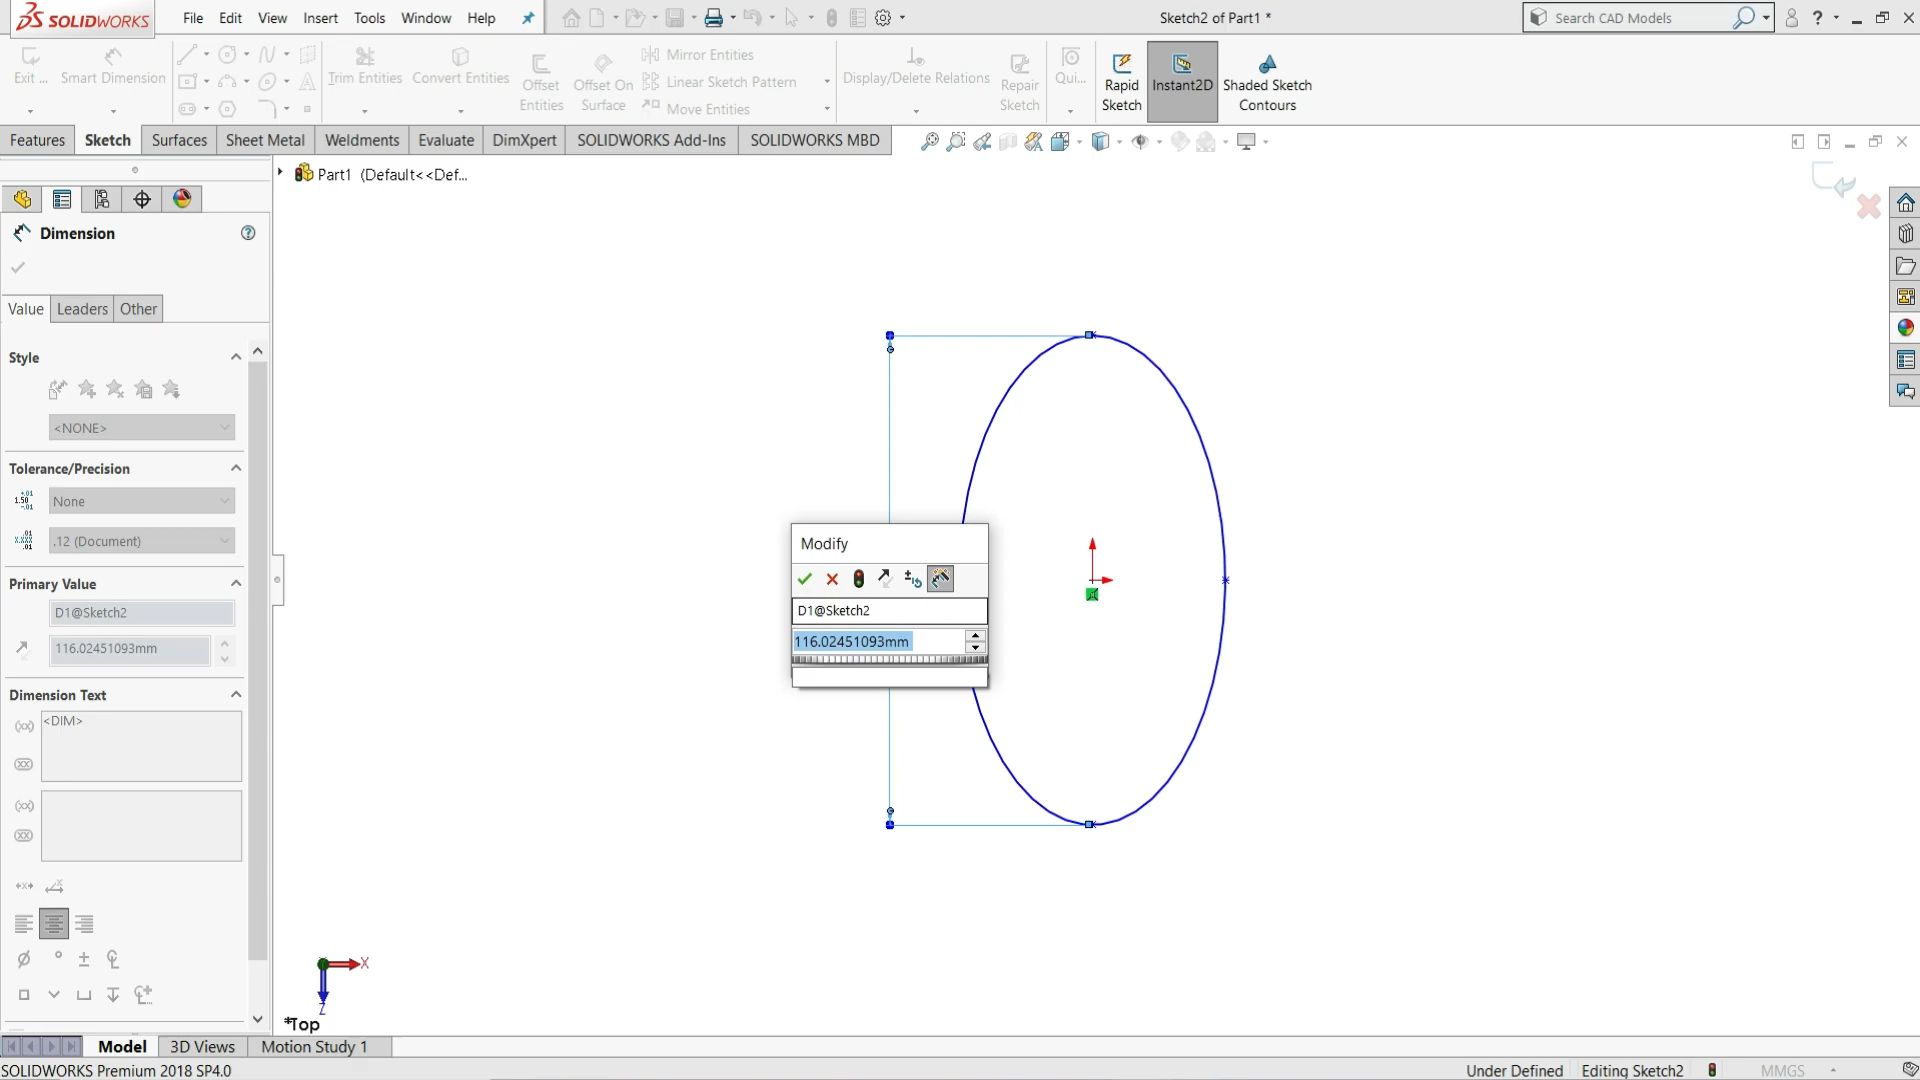 SOLIDWORKS
File Edit View Insert Tools Window Help
Sketch2 of Part1 *
Search CAD Models
?
Exit ... Smart Dimension
Trim Entities
Convert Entities
Offset Entities
Offset On Surface
Mirror Entities
Linear Sketch Pattern
Move Entities
Display/Delete Relations
Repair Sketch
Qui...
Rapid Sketch
Instant2D
Shaded Sketch Contours
Features Sketch Surfaces Sheet Metal Weldments Evaluate DimXpert SOLIDWORKS Add-Ins SOLIDWORKS MBD
Part1 (Default<<Def...
Dimension
Value Leaders Other
Style
<NONE>
Tolerance/Precision
None
.12 (Document)
Primary Value
D1@Sketch2
116.02451093mm
Dimension Text
<DIM>
Modify
D1@Sketch2
116.02451093mm
X
Z
*Top
Model 3D Views Motion Study 1
SOLIDWORKS Premium 2018 SP4.0
Under Defined Editing Sketch2 MMGS